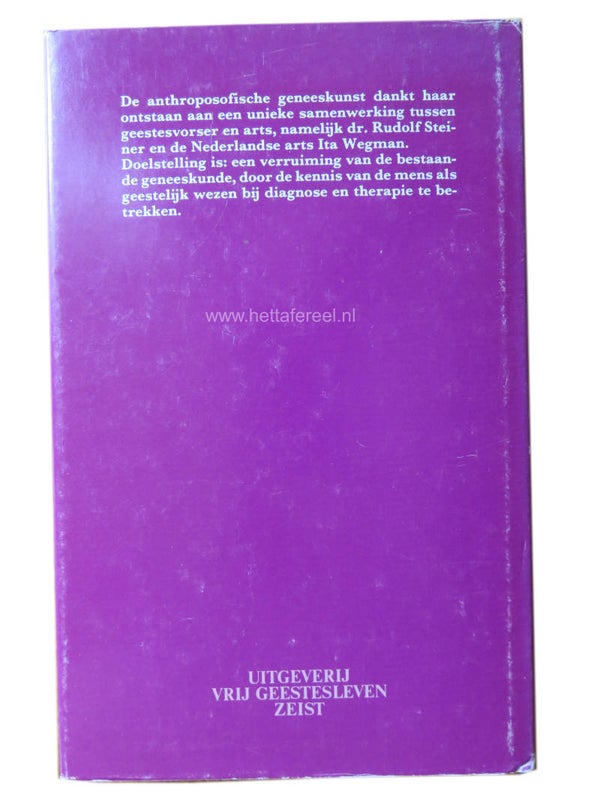 De anthroposofische geneeskunst dankt haar
ontstaan aan een unieke samenwerking tussen
geestesvorser en arts, namelijk dr. Rudolf Stei-
ner en de Nederlandse arts Ita Wegman.
Doelstelling is: een verruiming van de bestaan-
de geneeskunde, door de kennis van de mens als
geestelijk wezen bij diagnose en therapie te be-
trekken.
www.hettafereel.nl
UITGEVERIJ
VRIJ GEESTESLEVEN
ZEIST